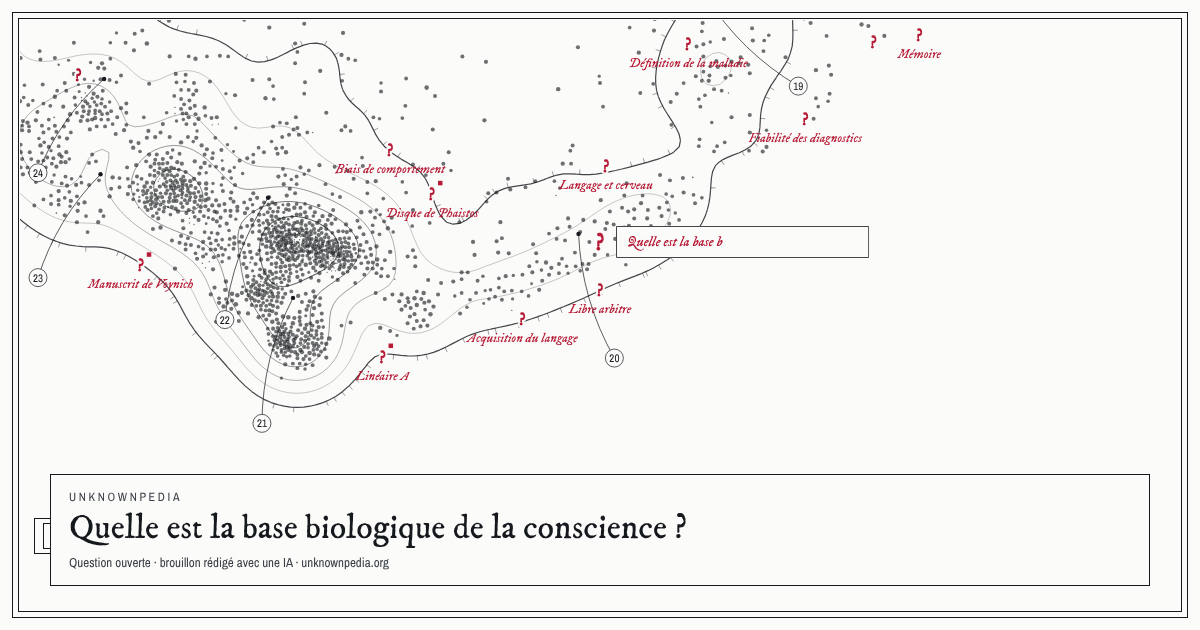 Mémoire
Définition de la maladie
19
Fiabilité des diagnostics
Biais de comportement
24
Langage et cerveau
Disque de Phaistos
Quelle est la base b
23
Manuscrit de Voynich
Libre arbitre
22
Acquisition du langage
20
Linéaire A
21
UNKNOWNPEDIA
Quelle est la base biologique de la conscience ?
Question ouverte · brouillon rédigé avec une IA · unknownpedia.org